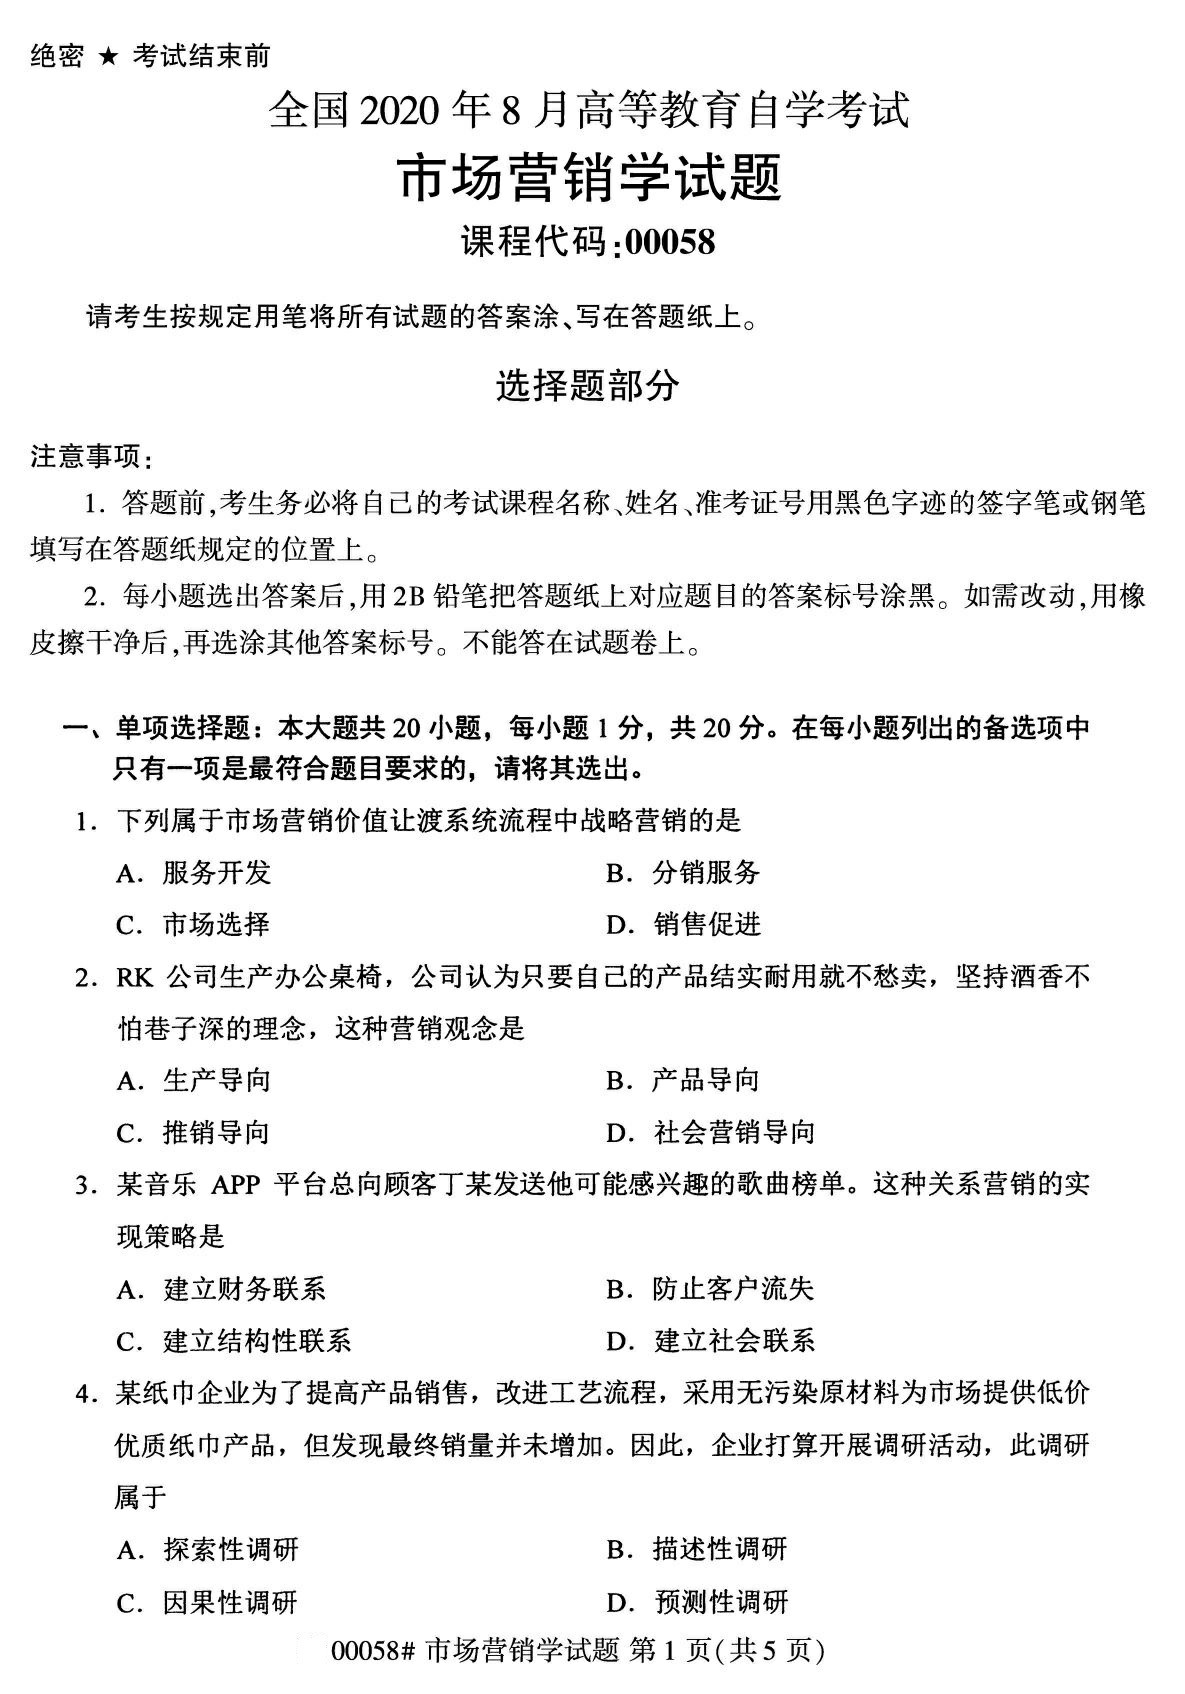 绝密 ★ 考试结束前
全国 2020 年 8 月高等教育自学考试
市场营销学试题
课程代码:00058
请考生按规定用笔将所有试题的答案涂、写在答题纸上。
选择题部分
注意事项:
1. 答题前,考生务必将自己的考试课程名称、姓名、准考证号用黑色字迹的签字笔或钢笔
填写在答题纸规定的位置上。
2. 每小题选出答案后,用 2B 铅笔把答题纸上对应题目的答案标号涂黑。如需改动,用橡
皮擦干净后,再选涂其他答案标号。不能答在试题卷上。
一、单项选择题：本大题共 20 小题，每小题 1 分，共 20 分。在每小题列出的备选项中
只有一项是最符合题目要求的，请将其选出。
1. 下列属于市场营销价值让渡系统流程中战略营销的是
A. 服务开发 B. 分销服务
C. 市场选择 D. 销售促进
2. RK 公司生产办公桌椅，公司认为只要自己的产品结实耐用就不愁卖，坚持酒香不
怕巷子深的理念，这种营销观念是
A. 生产导向 B. 产品导向
C. 推销导向 D. 社会营销导向
3. 某音乐 APP 平台总向顾客丁某发送他可能感兴趣的歌曲榜单。这种关系营销的实
现策略是
A. 建立财务联系 B. 防止客户流失
C. 建立结构性联系 D. 建立社会联系
4. 某纸巾企业为了提高产品销售，改进工艺流程，采用无污染原材料为市场提供低价
优质纸巾产品，但发现最终销量并未增加。因此，企业打算开展调研活动，此调研
属于
A. 探索性调研 B. 描述性调研
C. 因果性调研 D. 预测性调研
00058# 市场营销学试题 第 1 页(共 5 页)